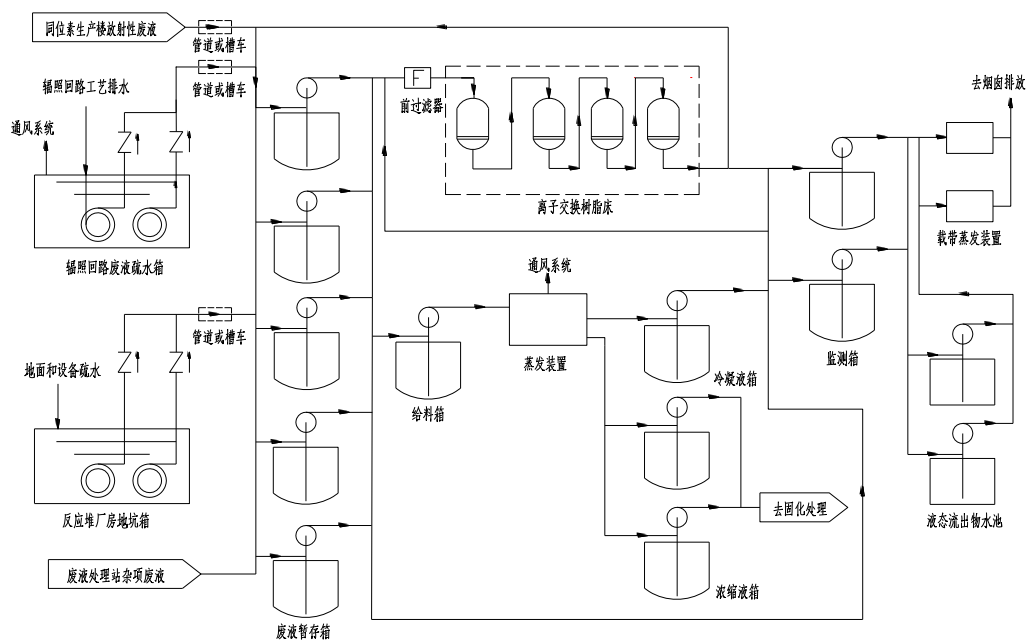 同位素生产楼放射性废液
管道或槽车
辐照回路工艺排水
管道或槽车
通风系统
前过滤器
去烟囱排放
离子交换树脂床
载带蒸发装置
辐照回路废液疏水箱
通风系统
管道或槽车
地面和设备疏水
蒸发装置
冷凝液箱
监测箱
给料箱
反应堆厂房地坑箱
去固化处理
液态流出物水池
废液处理站杂项废液
浓缩液箱
废液暂存箱
F